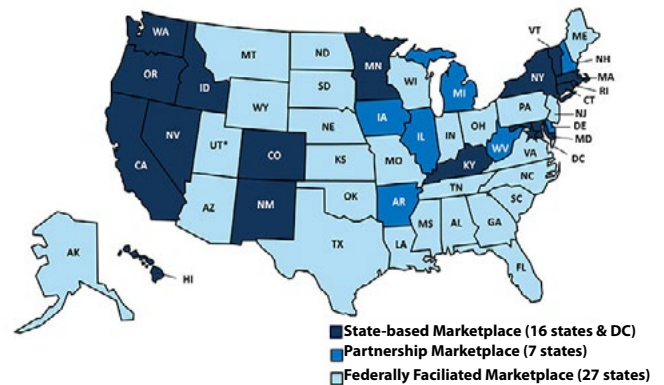 WA
MT
ND
MN
VT
ME
OR
ID
SD
WI
MI
NY
NH
MA
RI
CT
WY
IA
PA
NJ
NV
NE
IL
IN
OH
DE
MD
UT*
CO
WV
VA
DC
CA
KS
MO
KY
NC
AZ
NM
OK
AR
TN
SC
TX
LA
MS
AL
GA
AK
HI
FL
State-based Marketplace (16 states & DC)
Partnership Marketplace (7 states)
Federally Faciliated Marketplace (27 states)